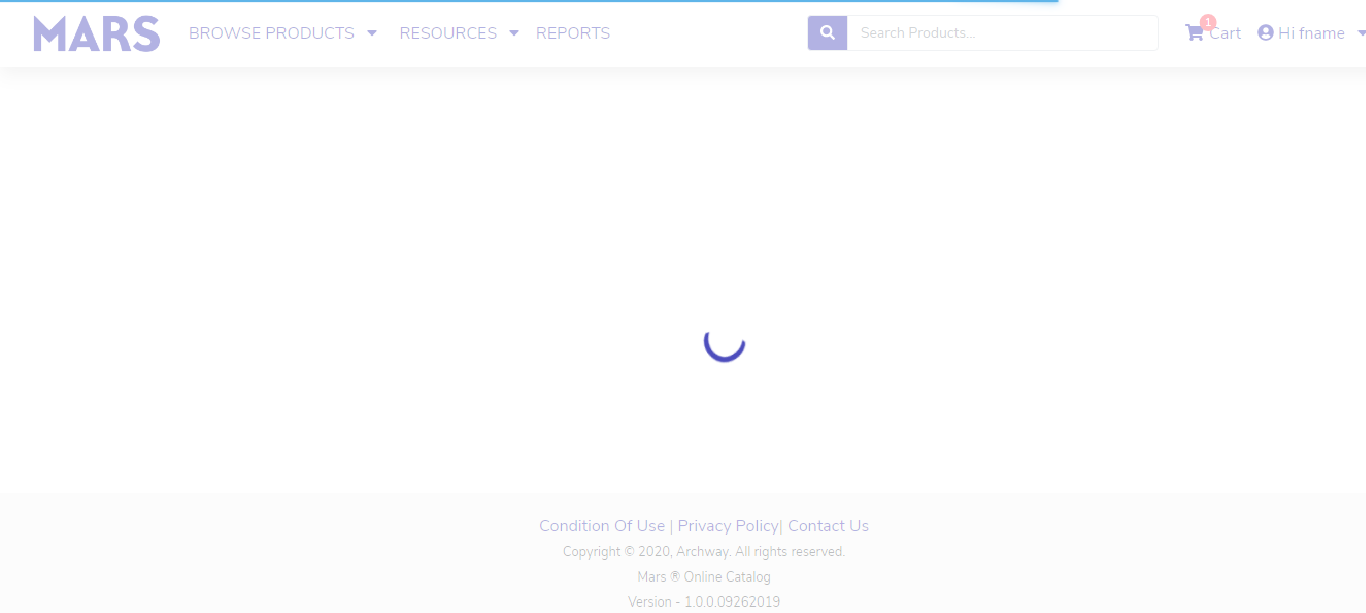 MARS BROWSE PRODUCTS RESOURCES REPORTS Search Products... 1 Cart Hi fname
Condition Of Use | Privacy Policy| Contact Us
Copyright © 2020, Archway. All rights reserved.
Mars ® Online Catalog
Version - 1.0.0.09262019